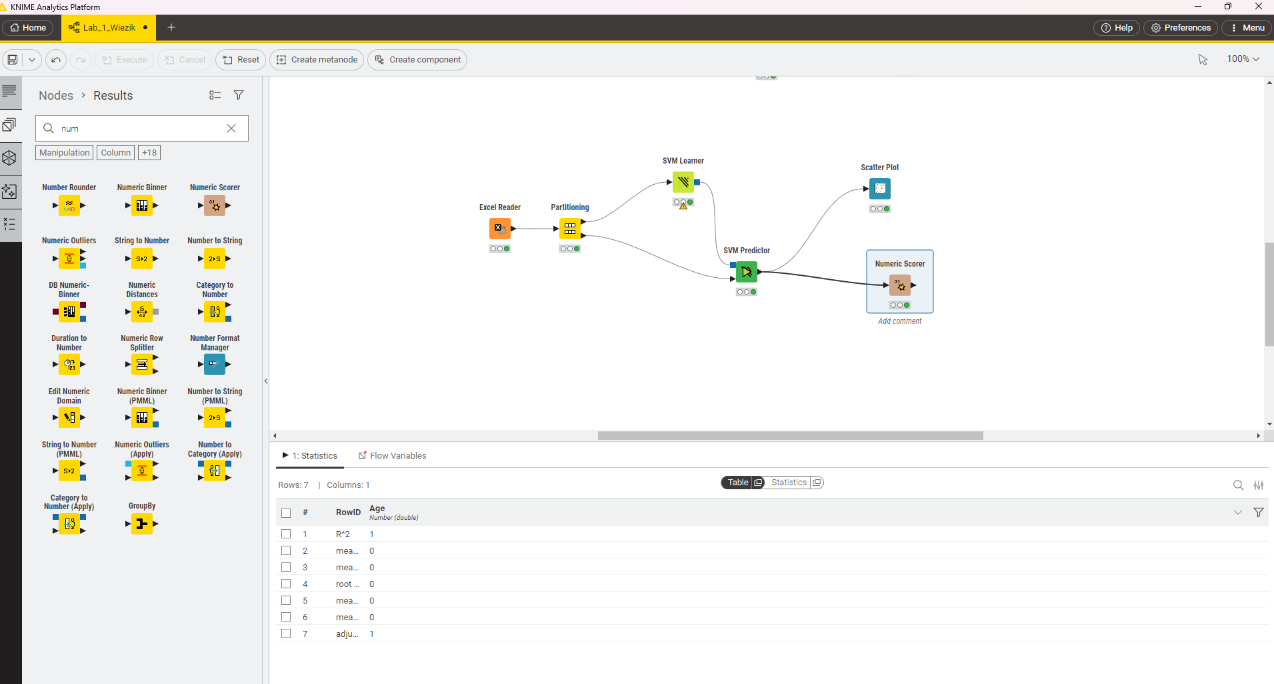 KNIME Analytics Platform
Home
Lab_1_Wiezik
Help
Preferences
Menu
Execute
Cancel
Reset
Create metanode
Create component
100%
Nodes > Results
num
Manipulation Column +18
Number Rounder
Numeric Binner
Numeric Scorer
Numeric Outliers
String to Number
Number to String
DB Numeric-
Binner
Numeric
Distances
Category to
Number
Duration to
Number
Numeric Row
Splitter
Number Format
Manager
Edit Numeric
Domain
Numeric Binner
(PMML)
Number to String
(PMML)
String to Number
(PMML)
Numeric Outliers
(Apply)
Number to
Category (Apply)
Category to
Number (Apply)
GroupBy
SVM Learner
Scatter Plot
Excel Reader
Partitioning
SVM Predictor
Numeric Scorer
Add comment
1: Statistics
Flow Variables
Rows: 7 | Columns: 1
Table
Statistics
# RowID Age
Number (double)
1 R^2 1
2 mea... 0
3 mea... 0
4 root ... 0
5 mea... 0
6 mea... 0
7 adju... 1